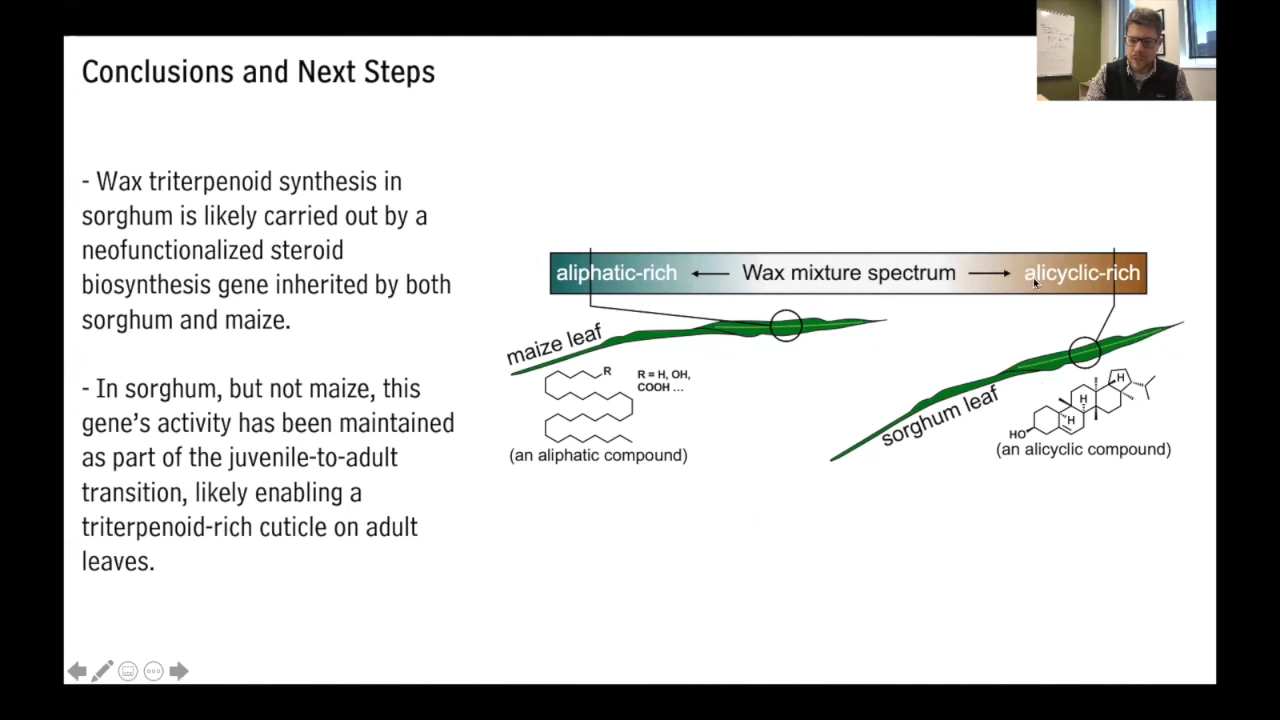 Conclusions and Next Steps
- Wax triterpenoid synthesis in
sorghum is likely carried out by a
neofunctionalized steroid
biosynthesis gene inherited by both
sorghum and maize.
- In sorghum, but not maize, this
gene's activity has been maintained
as part of the juvenile-to-adult
transition, likely enabling a
triterpenoid-rich cuticle on adult
leaves.
aliphatic-rich ← Wax mixture spectrum → alicyclic-rich
maize leaf
R
R = H, OH,
COOH ...
(an aliphatic compound)
sorghum leaf
H
H
H
HO
(an alicyclic compound)